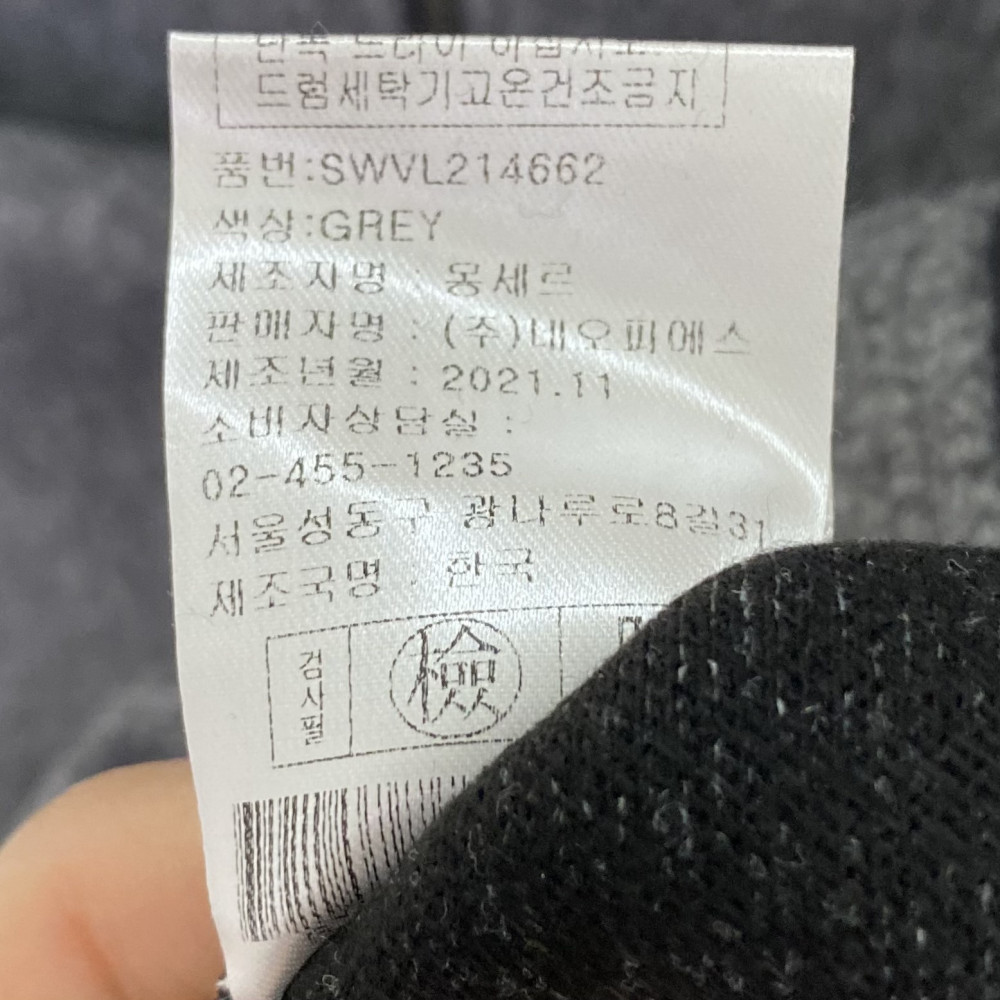 드럼세탁기고온건조금지
품번:SWVL214662
색상:GREY
제조자명 : 몽세르
판매자명 : (주)네오피에스
제조년월 : 2021.11
소비자상담실 :
02-455-1235
서울성동구 광나루로8길31
제조국명 : 한국
검사필
檢